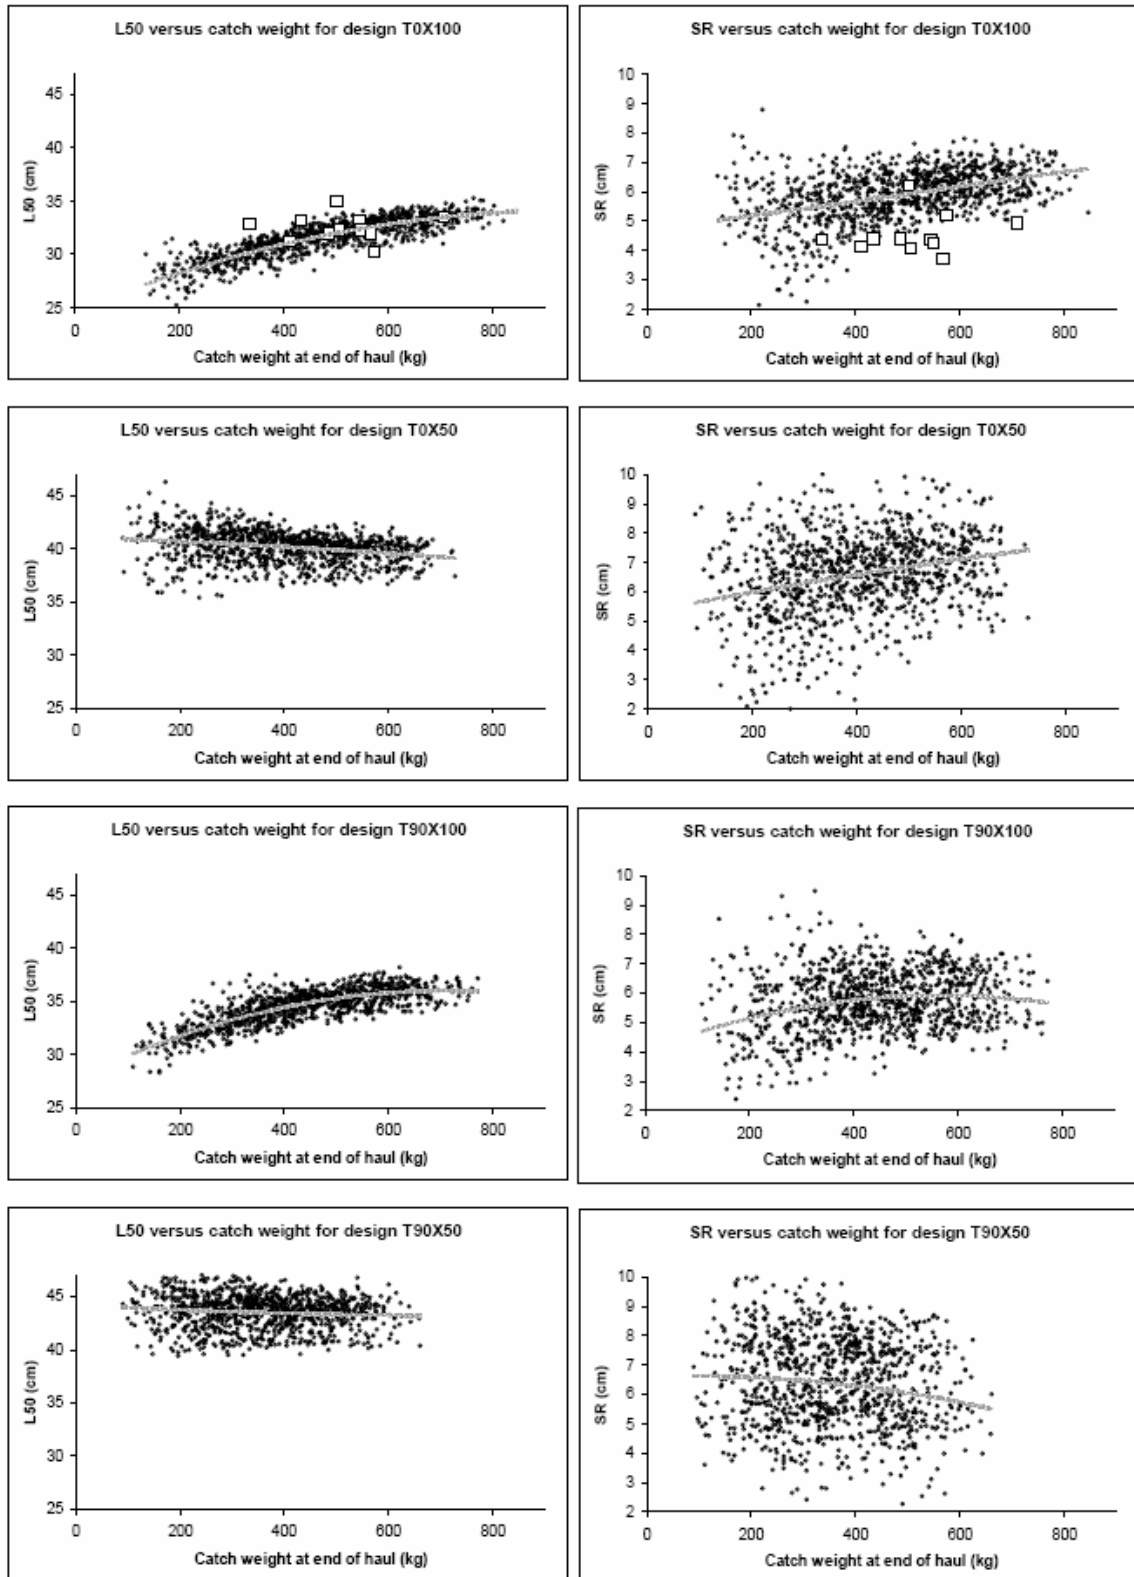 L50 versus catch weight for design T0X100
45
40
35
30
25
L50 (cm)
0 200 400 600 800
Catch weight at end of haul (kg)
SR versus catch weight for design T0X100
10
9
8
7
6
5
4
3
2
SR (cm)
0 200 400 600 800
Catch weight at end of haul (kg)
L50 versus catch weight for design T0X50
45
40
35
30
25
L50 (cm)
0 200 400 600 800
Catch weight at end of haul (kg)
SR versus catch weight for design T0X50
10
9
8
7
6
5
4
3
2
SR (cm)
0 200 400 600 800
Catch weight at end of haul (kg)
L50 versus catch weight for design T90X100
45
40
35
30
25
L50 (cm)
0 200 400 600 800
Catch weight at end of haul (kg)
SR versus catch weight for design T90X100
10
9
8
7
6
5
4
3
2
SR (cm)
0 200 400 600 800
Catch weight at end of haul (kg)
L50 versus catch weight for design T90X50
45
40
35
30
25
L50 (cm)
0 200 400 600 800
Catch weight at end of haul (kg)
SR versus catch weight for design T90X50
10
9
8
7
6
5
4
3
2
SR (cm)
0 200 400 600 800
Catch weight at end of haul (kg)